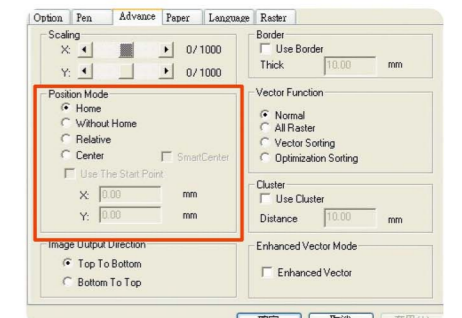 Option Pen Advance Paper Language Raster
Scaling
X: 0/1000
Y: 0/1000
Position Mode
Home
Without Home
Relative
Center SmartCenter
Use The Start Point
X: 0.00 mm
Y: 0.00 mm
Image Output Direction
Top To Bottom
Bottom To Top
Border
Use Border
Thick 10.00 mm
Vector Function
Normal
All Raster
Vector Sorting
Optimization Sorting
Cluster
Use Cluster
Distance 10.00 mm
Enhanced Vector Mode
Enhanced Vector